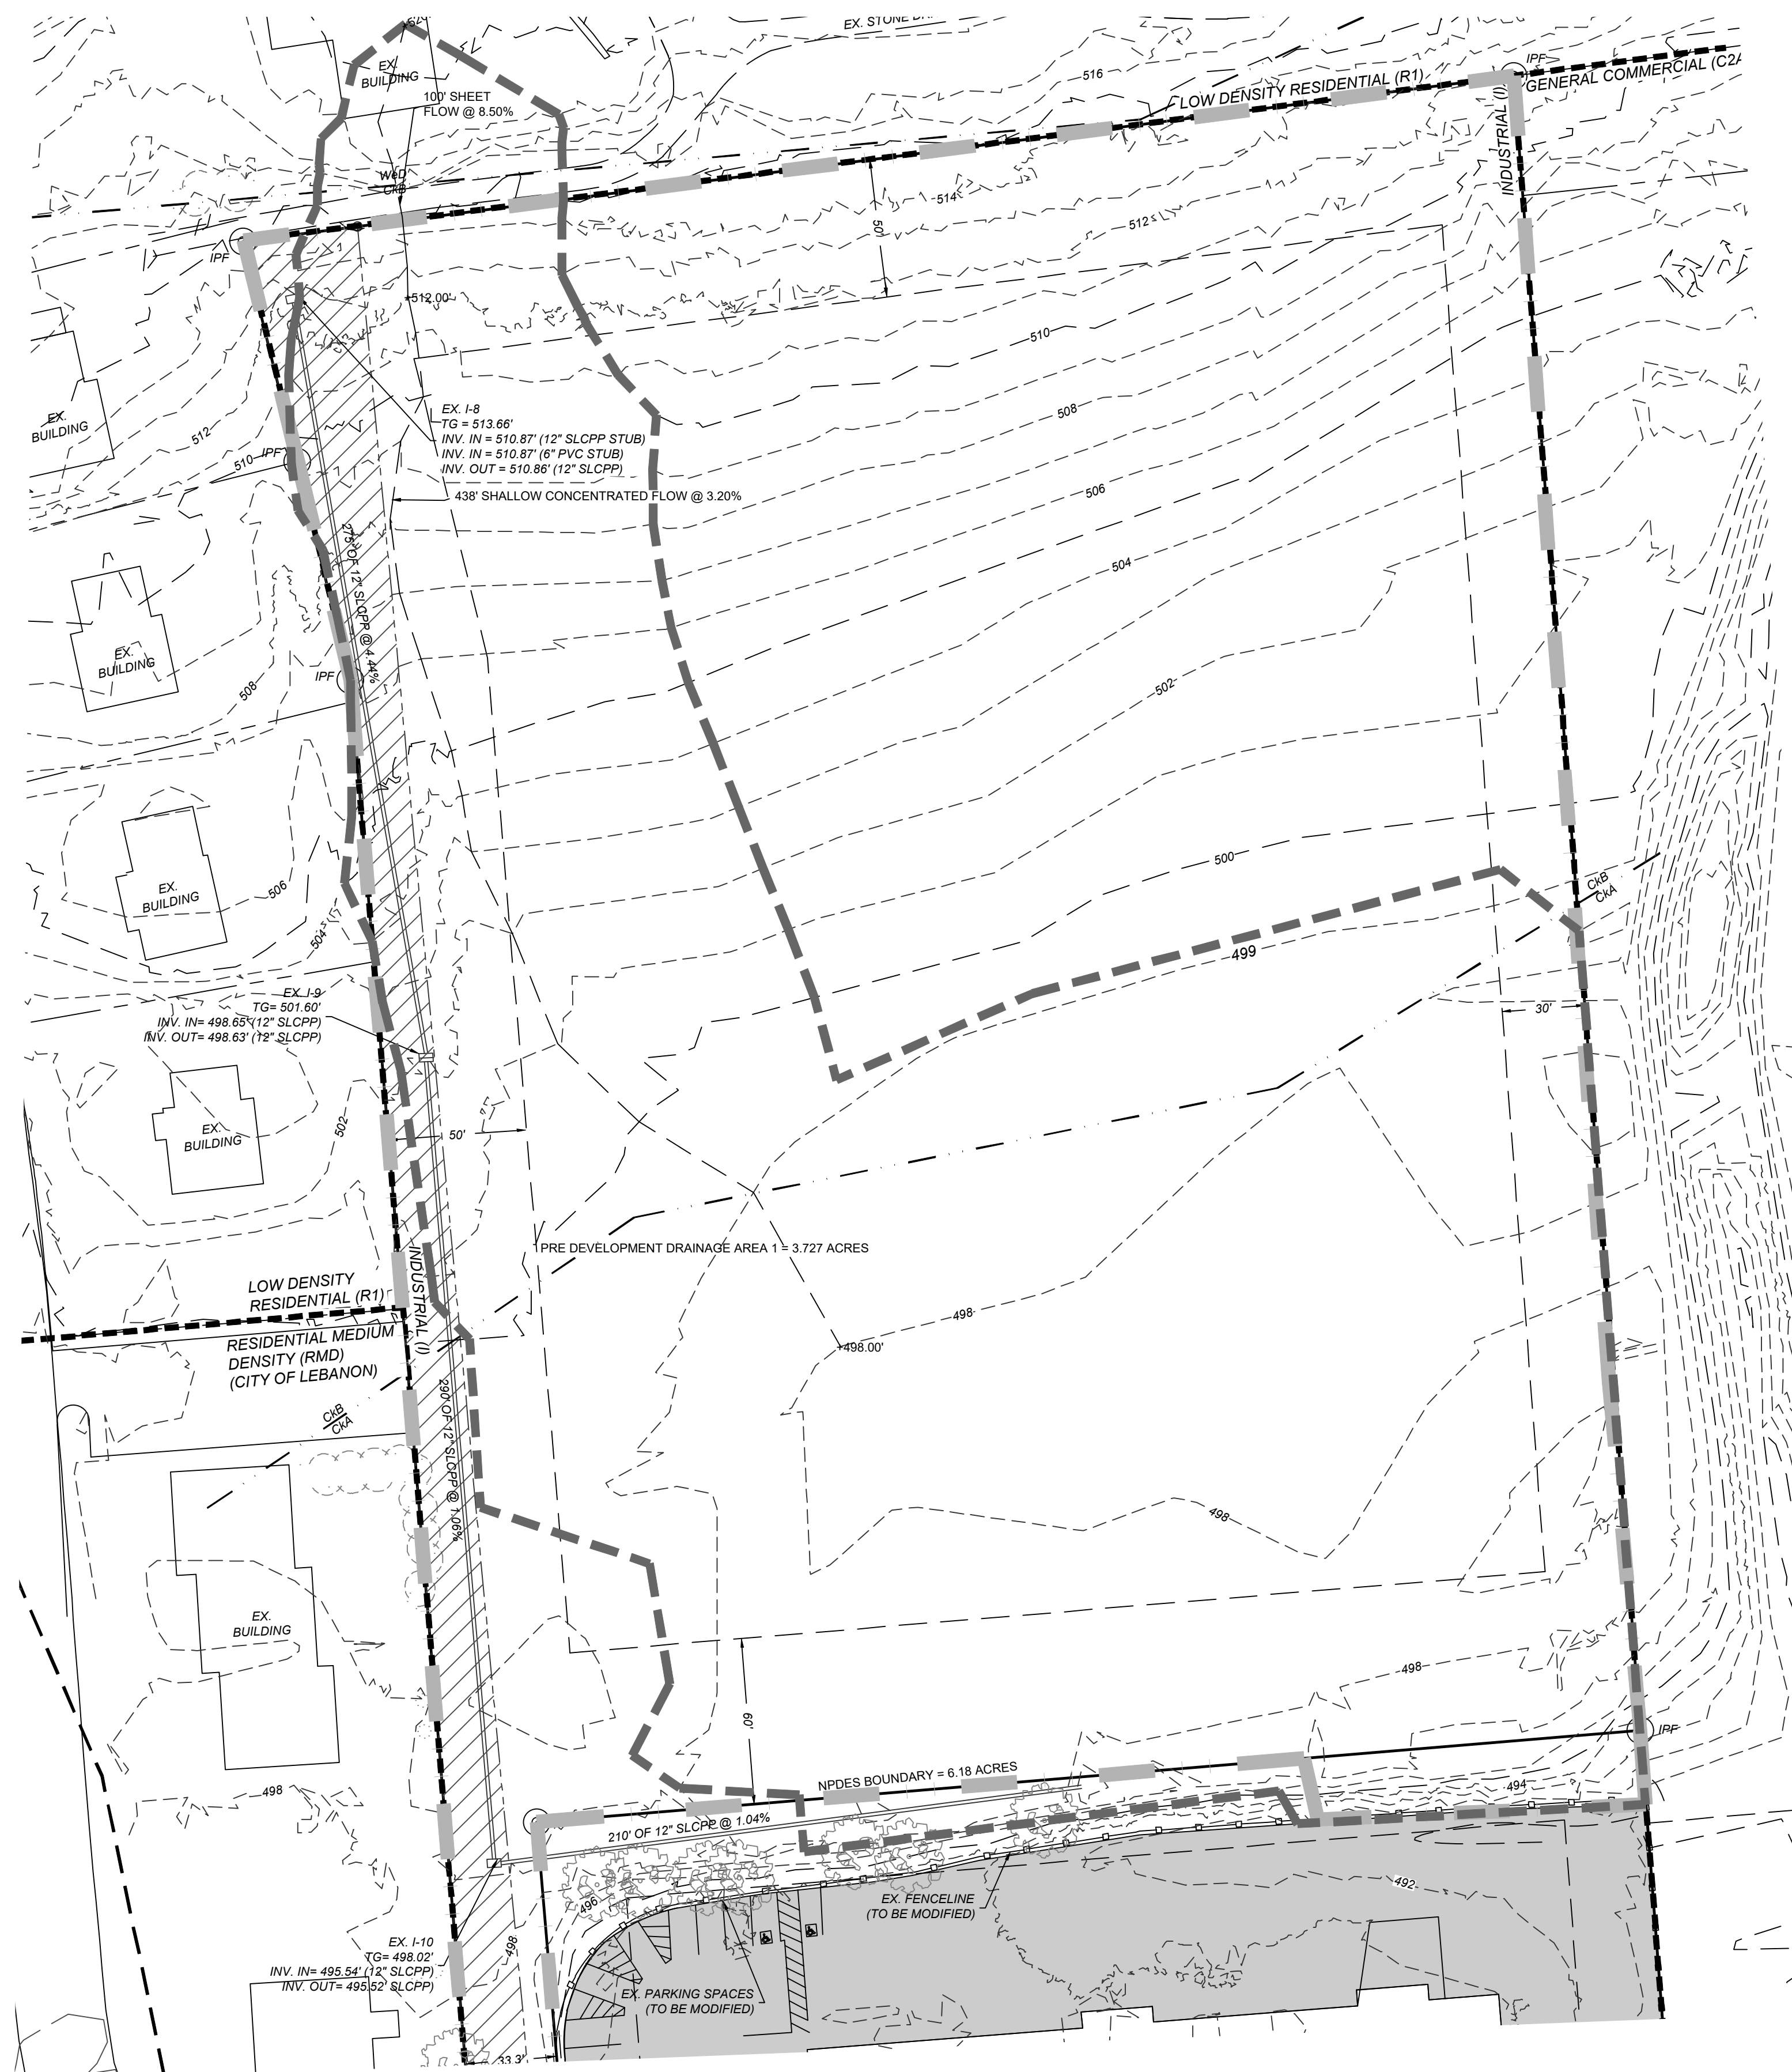 EX. STONE
EX.
BUILDING
100' SHEET
FLOW @ 8.50%
516
LOW DENSITY RESIDENTIAL (R1)
IPF
GENERAL COMMERCIAL (C2A
INDUSTRIAL (I)
WeD
CkB
514
50'
512
IPF
+512.00'
510
508
EX.
BUILDING
512
510
IPF
EX. I-8
TG = 513.66'
INV. IN = 510.87' (12" SLCPP STUB)
INV. IN = 510.87' (6" PVC STUB)
INV. OUT = 510.86' (12" SLCPP)
438' SHALLOW CONCENTRATED FLOW @ 3.20%
506
275' OF 12" SLCPP @ 4.44%
504
EX.
BUILDING
IPF
508
502
500
EX.
BUILDING
506
504
CkB
CkA
499
30'
EX. I-9
TG= 501.60'
INV. IN= 498.65' (12" SLCPP)
INV. OUT= 498.63' (12" SLCPP)
EX.
BUILDING
502
50'
PRE DEVELOPMENT DRAINAGE AREA 1 = 3.727 ACRES
LOW DENSITY
RESIDENTIAL (R1)
INDUSTRIAL (I)
RESIDENTIAL MEDIUM
DENSITY (RMD)
(CITY OF LEBANON)
498
+498.00'
CkB
CkA
290' OF 12" SLCPP @ 1.06%
498
EX.
BUILDING
498
60'
IPF
498
NPDES BOUNDARY = 6.18 ACRES
494
210' OF 12" SLCPP @ 1.04%
492
EX. FENCELINE
(TO BE MODIFIED)
496
498
EX. I-10
TG= 498.02'
INV. IN= 495.54' (12" SLCPP)
INV. OUT= 495.52' SLCPP)
EX. PARKING SPACES
(TO BE MODIFIED)
33.3'